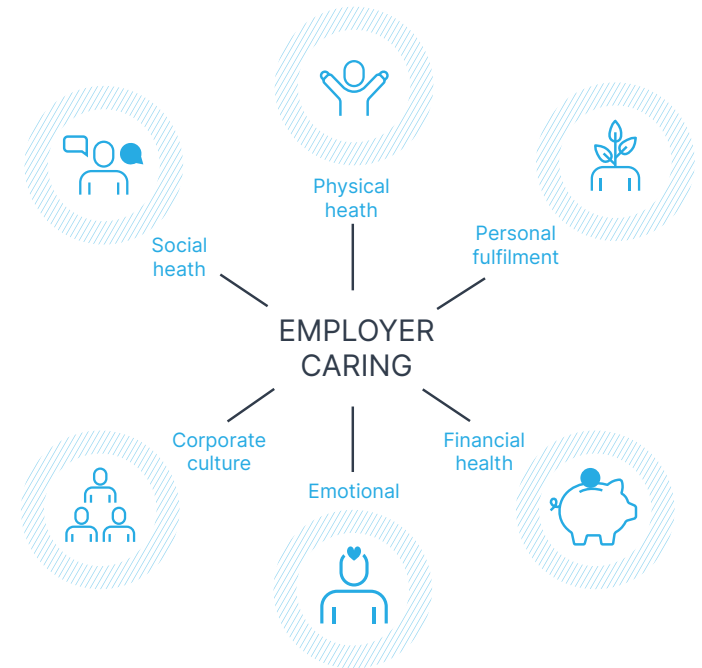 Physical
heath
Personal
fulfilment
Social
heath
EMPLOYER
CARING
Corporate
culture
Financial
health
Emotional